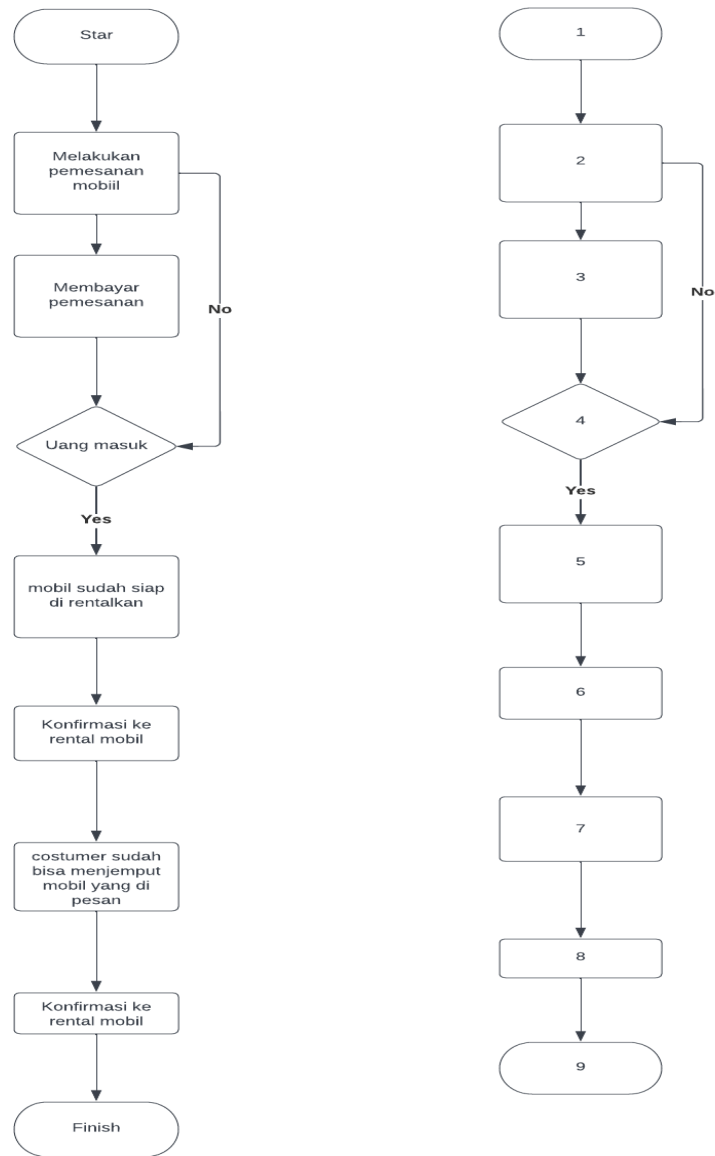 Star
Melakukan
pemesanan
mobiil
Membayar
pemesanan
No
Uang masuk
Yes
mobil sudah siap
di rentalkan
Konfirmasi ke
rental mobil
costumer sudah
bisa menjemput
mobil yang di
pesan
Konfirmasi ke
rental mobil
Finish
1
2
3
No
4
Yes
5
6
7
8
9